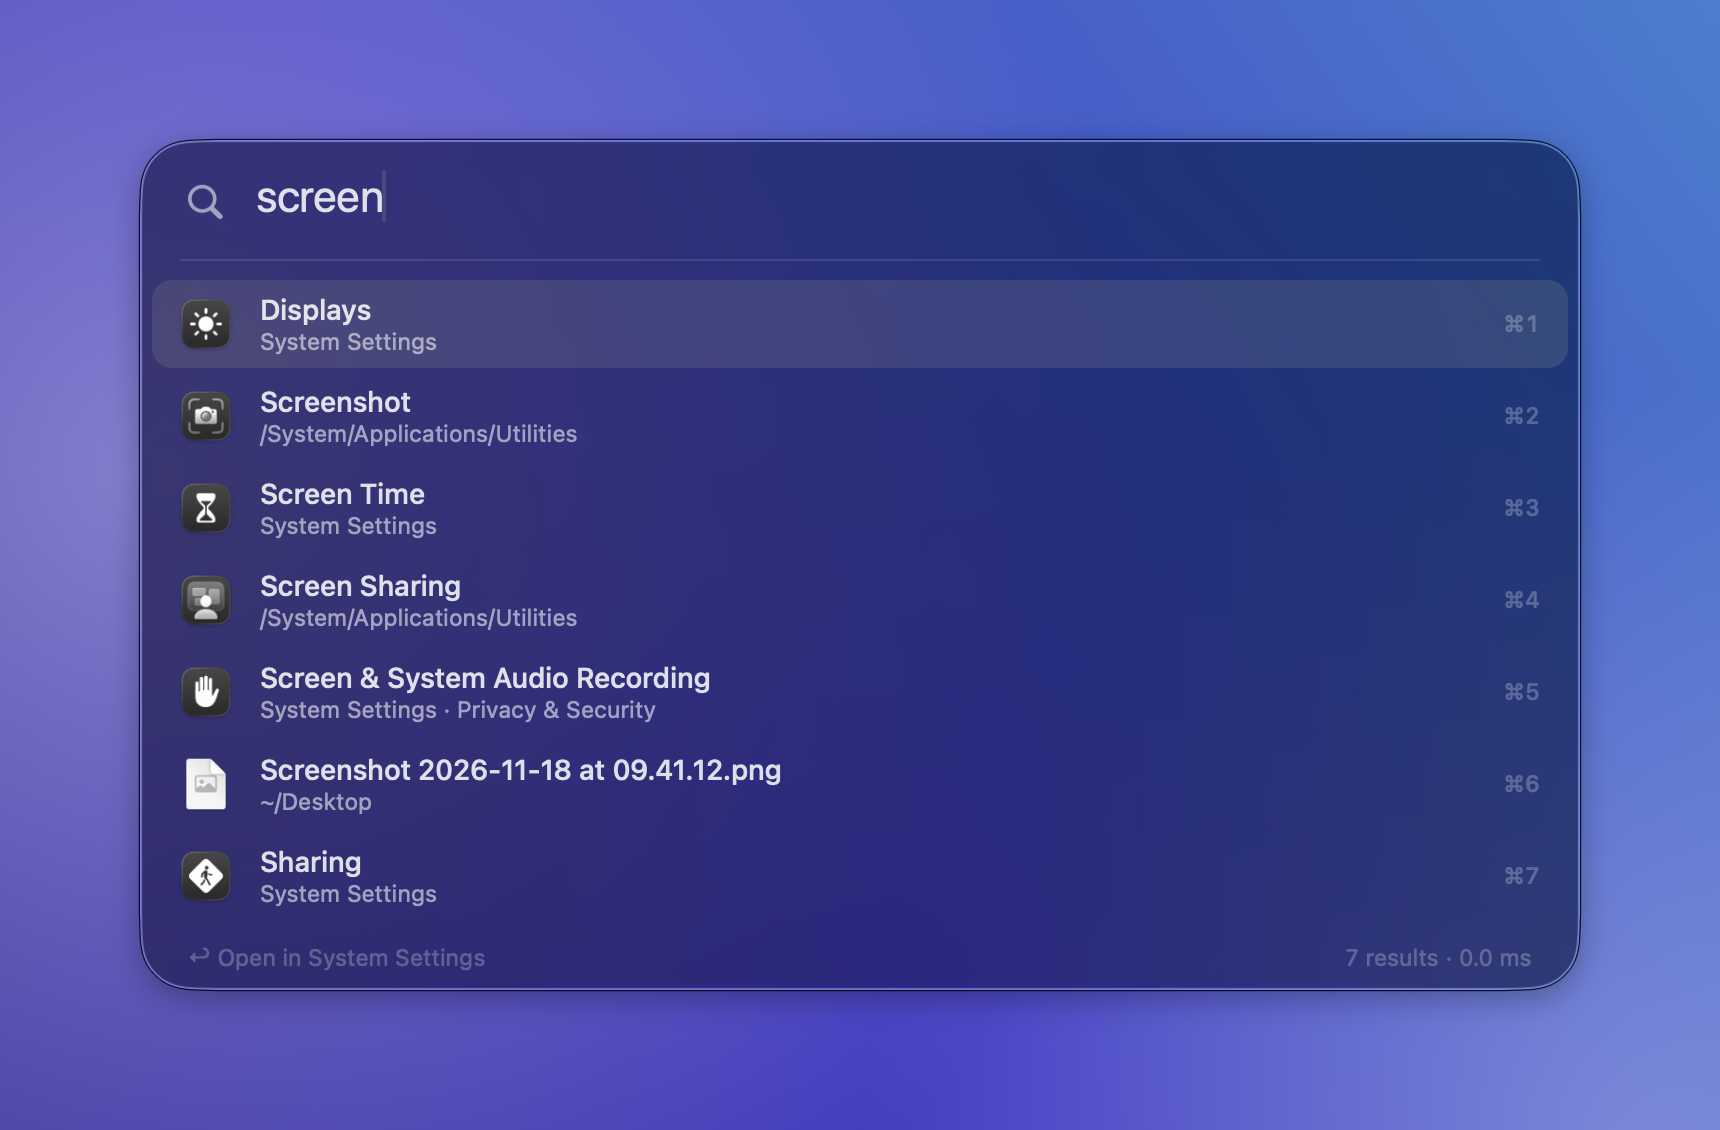 screen
Displays
System Settings
⌘1
Screenshot
/System/Applications/Utilities
⌘2
Screen Time
System Settings
⌘3
Screen Sharing
/System/Applications/Utilities
⌘4
Screen & System Audio Recording
System Settings · Privacy & Security
⌘5
Screenshot 2026-11-18 at 09.41.12.png
~/Desktop
⌘6
Sharing
System Settings
⌘7
↩ Open in System Settings
7 results · 0.0 ms